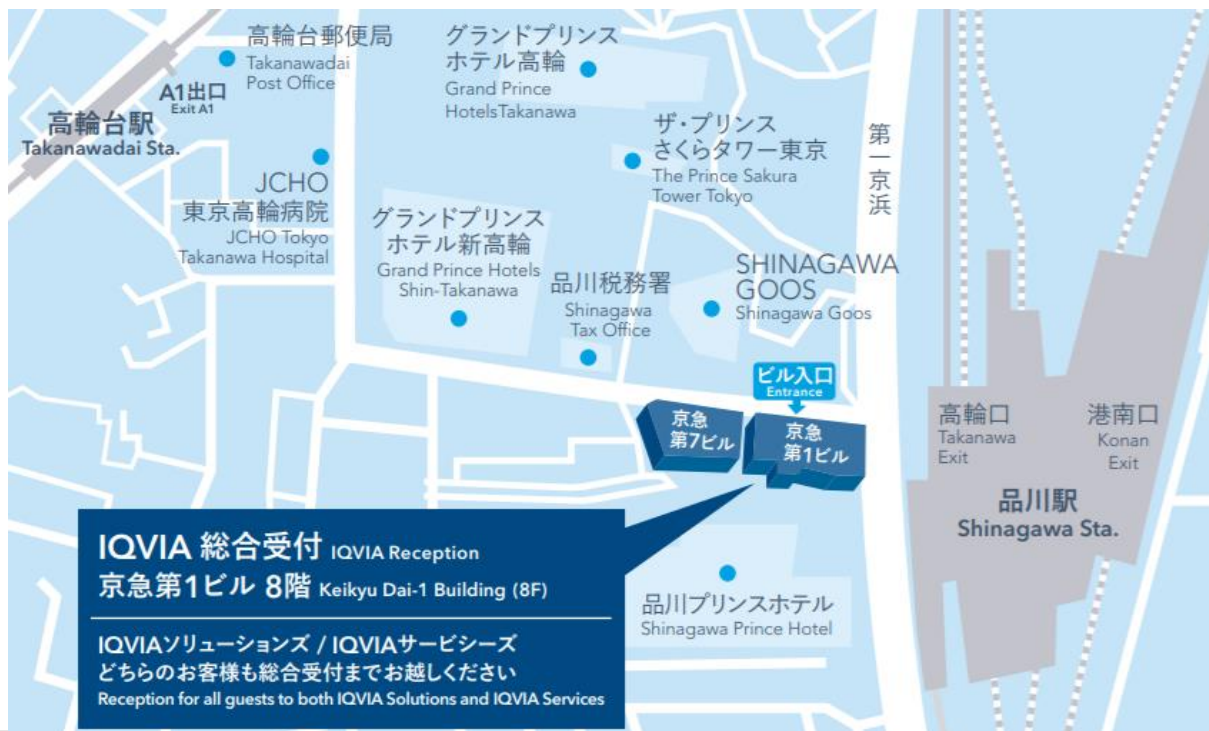 高輪台郵便局
Takanawadai
Post Office
A1出口
Exit A1
高輪台駅
Takanawadai Sta.
JCHO
東京高輪病院
JCHO Tokyo
Takanawa Hospital
グランドプリンス
ホテル高輪
Grand Prince
HotelsTakanawa
ザ・プリンス
さくらタワー東京
The Prince Sakura
Tower Tokyo
第一京浜
グランドプリンス
ホテル新高輪
Grand Prince Hotels
Shin-Takanawa
品川税務署
Shinagawa
Tax Office
SHINAGAWA
GOOS
Shinagawa Goos
ビル入口
Entrance
京急
第7ビル
京急
第1ビル
高輪口
Takanawa
Exit
港南口
Konan
Exit
品川駅
Shinagawa Sta.
IQVIA 総合受付 IQVIA Reception
京急第1ビル 8階 Keikyu Dai-1 Building (8F)
IQVIAソリューションズ / IQVIAサービシーズ
どちらのお客様も総合受付までお越しください
Reception for all guests to both IQVIA Solutions and IQVIA Services
品川プリンスホテル
Shinagawa Prince Hotel